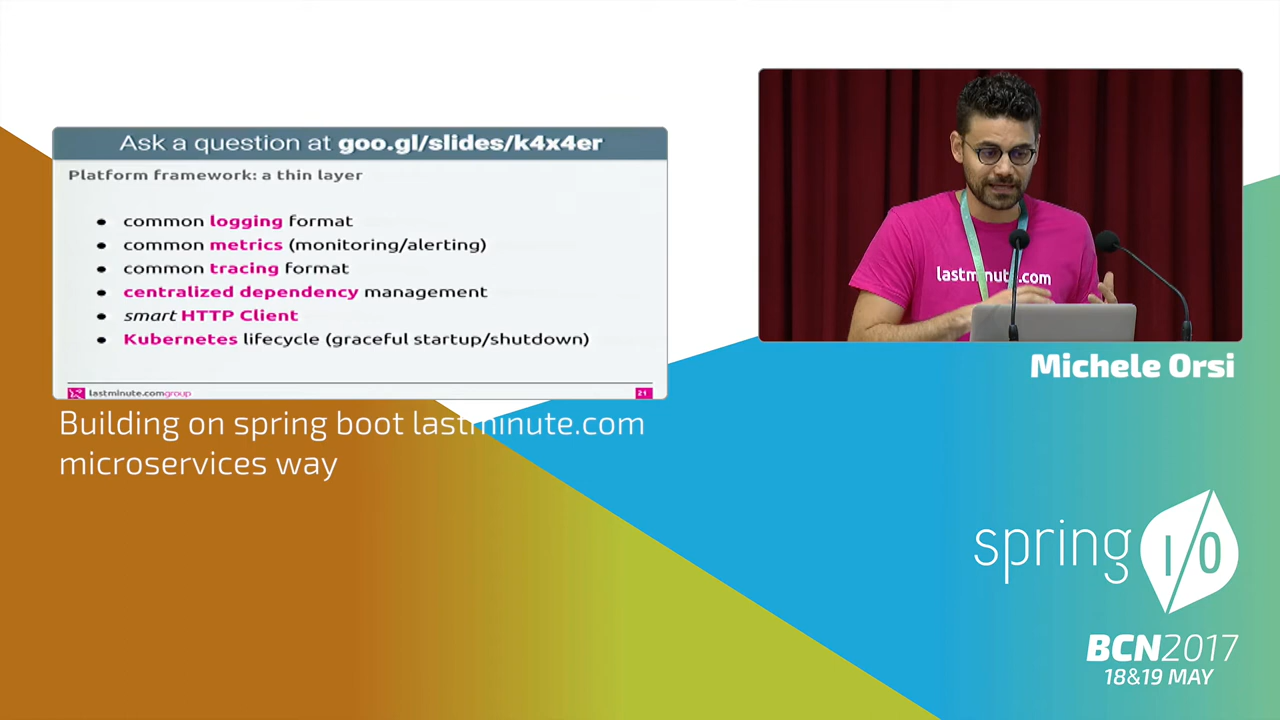 Ask a question at goo.gl/slides/k4x4er
Platform framework: a thin layer
• common logging format
• common metrics (monitoring/alerting)
• common tracing format
• centralized dependency management
• smart HTTP Client
• Kubernetes lifecycle (graceful startup/shutdown)
lastminute.comgroup
21
lastminute.com
Michele Orsi
Building on spring boot lastminute.com
microservices way
spring I/O
BCN2017
18&19 MAY